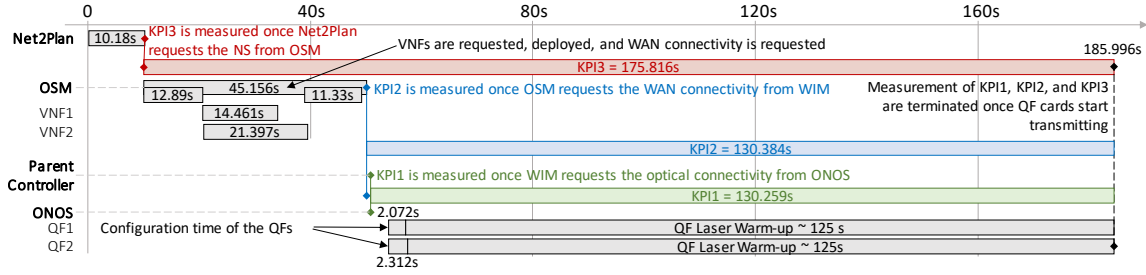 0 40s 80s 120s 160s
Net2Plan
10.18s
KPI3 is measured once Net2Plan
requests the NS from OSM
VNFs are requested, deployed, and WAN connectivity is requested
185.996s
KPI3 = 175.816s
OSM
45.156s
12.89s
11.33s
KPI2 is measured once OSM requests the WAN connectivity from WIM
Measurement of KPI1, KPI2, and KPI3
are terminated once QF cards start
transmitting
VNF1
14.461s
VNF2
21.397s
KPI2 = 130.384s
Parent
Controller
KPI1 is measured once WIM requests the optical connectivity from ONOS
KPI1 = 130.259s
ONOS
2.072s
QF1
Configuration time of the QFs
QF Laser Warm-up ~ 125 s
QF2
QF Laser Warm-up ~ 125s
2.312s